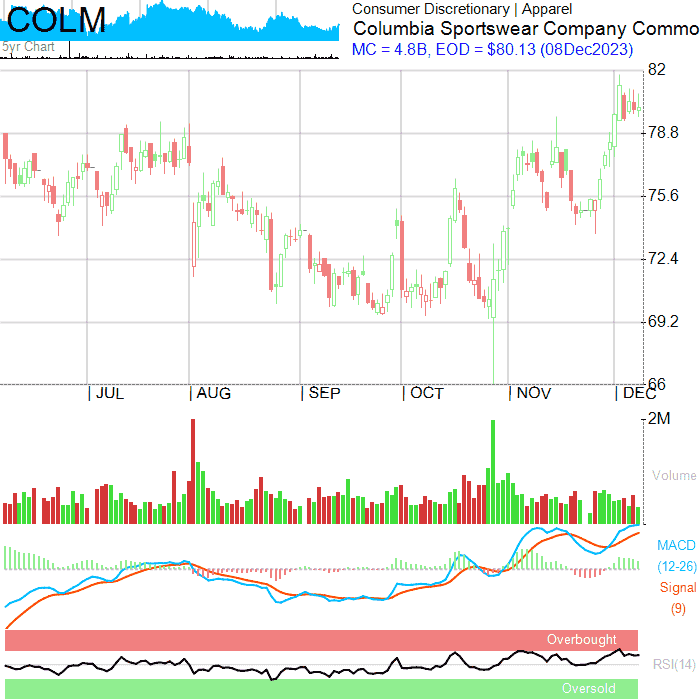 COLM
5yr Chart
Consumer Discretionary | Apparel
Columbia Sportswear Company Commo
MC = 4.8B, EOD = $80.13 (08Dec2023)
82
78.8
75.6
72.4
69.2
66
| JUL | AUG | SEP | OCT | NOV | DEC
2M
Volume
MACD
(12-26)
Signal
(9)
Overbought
RSI(14)
Oversold